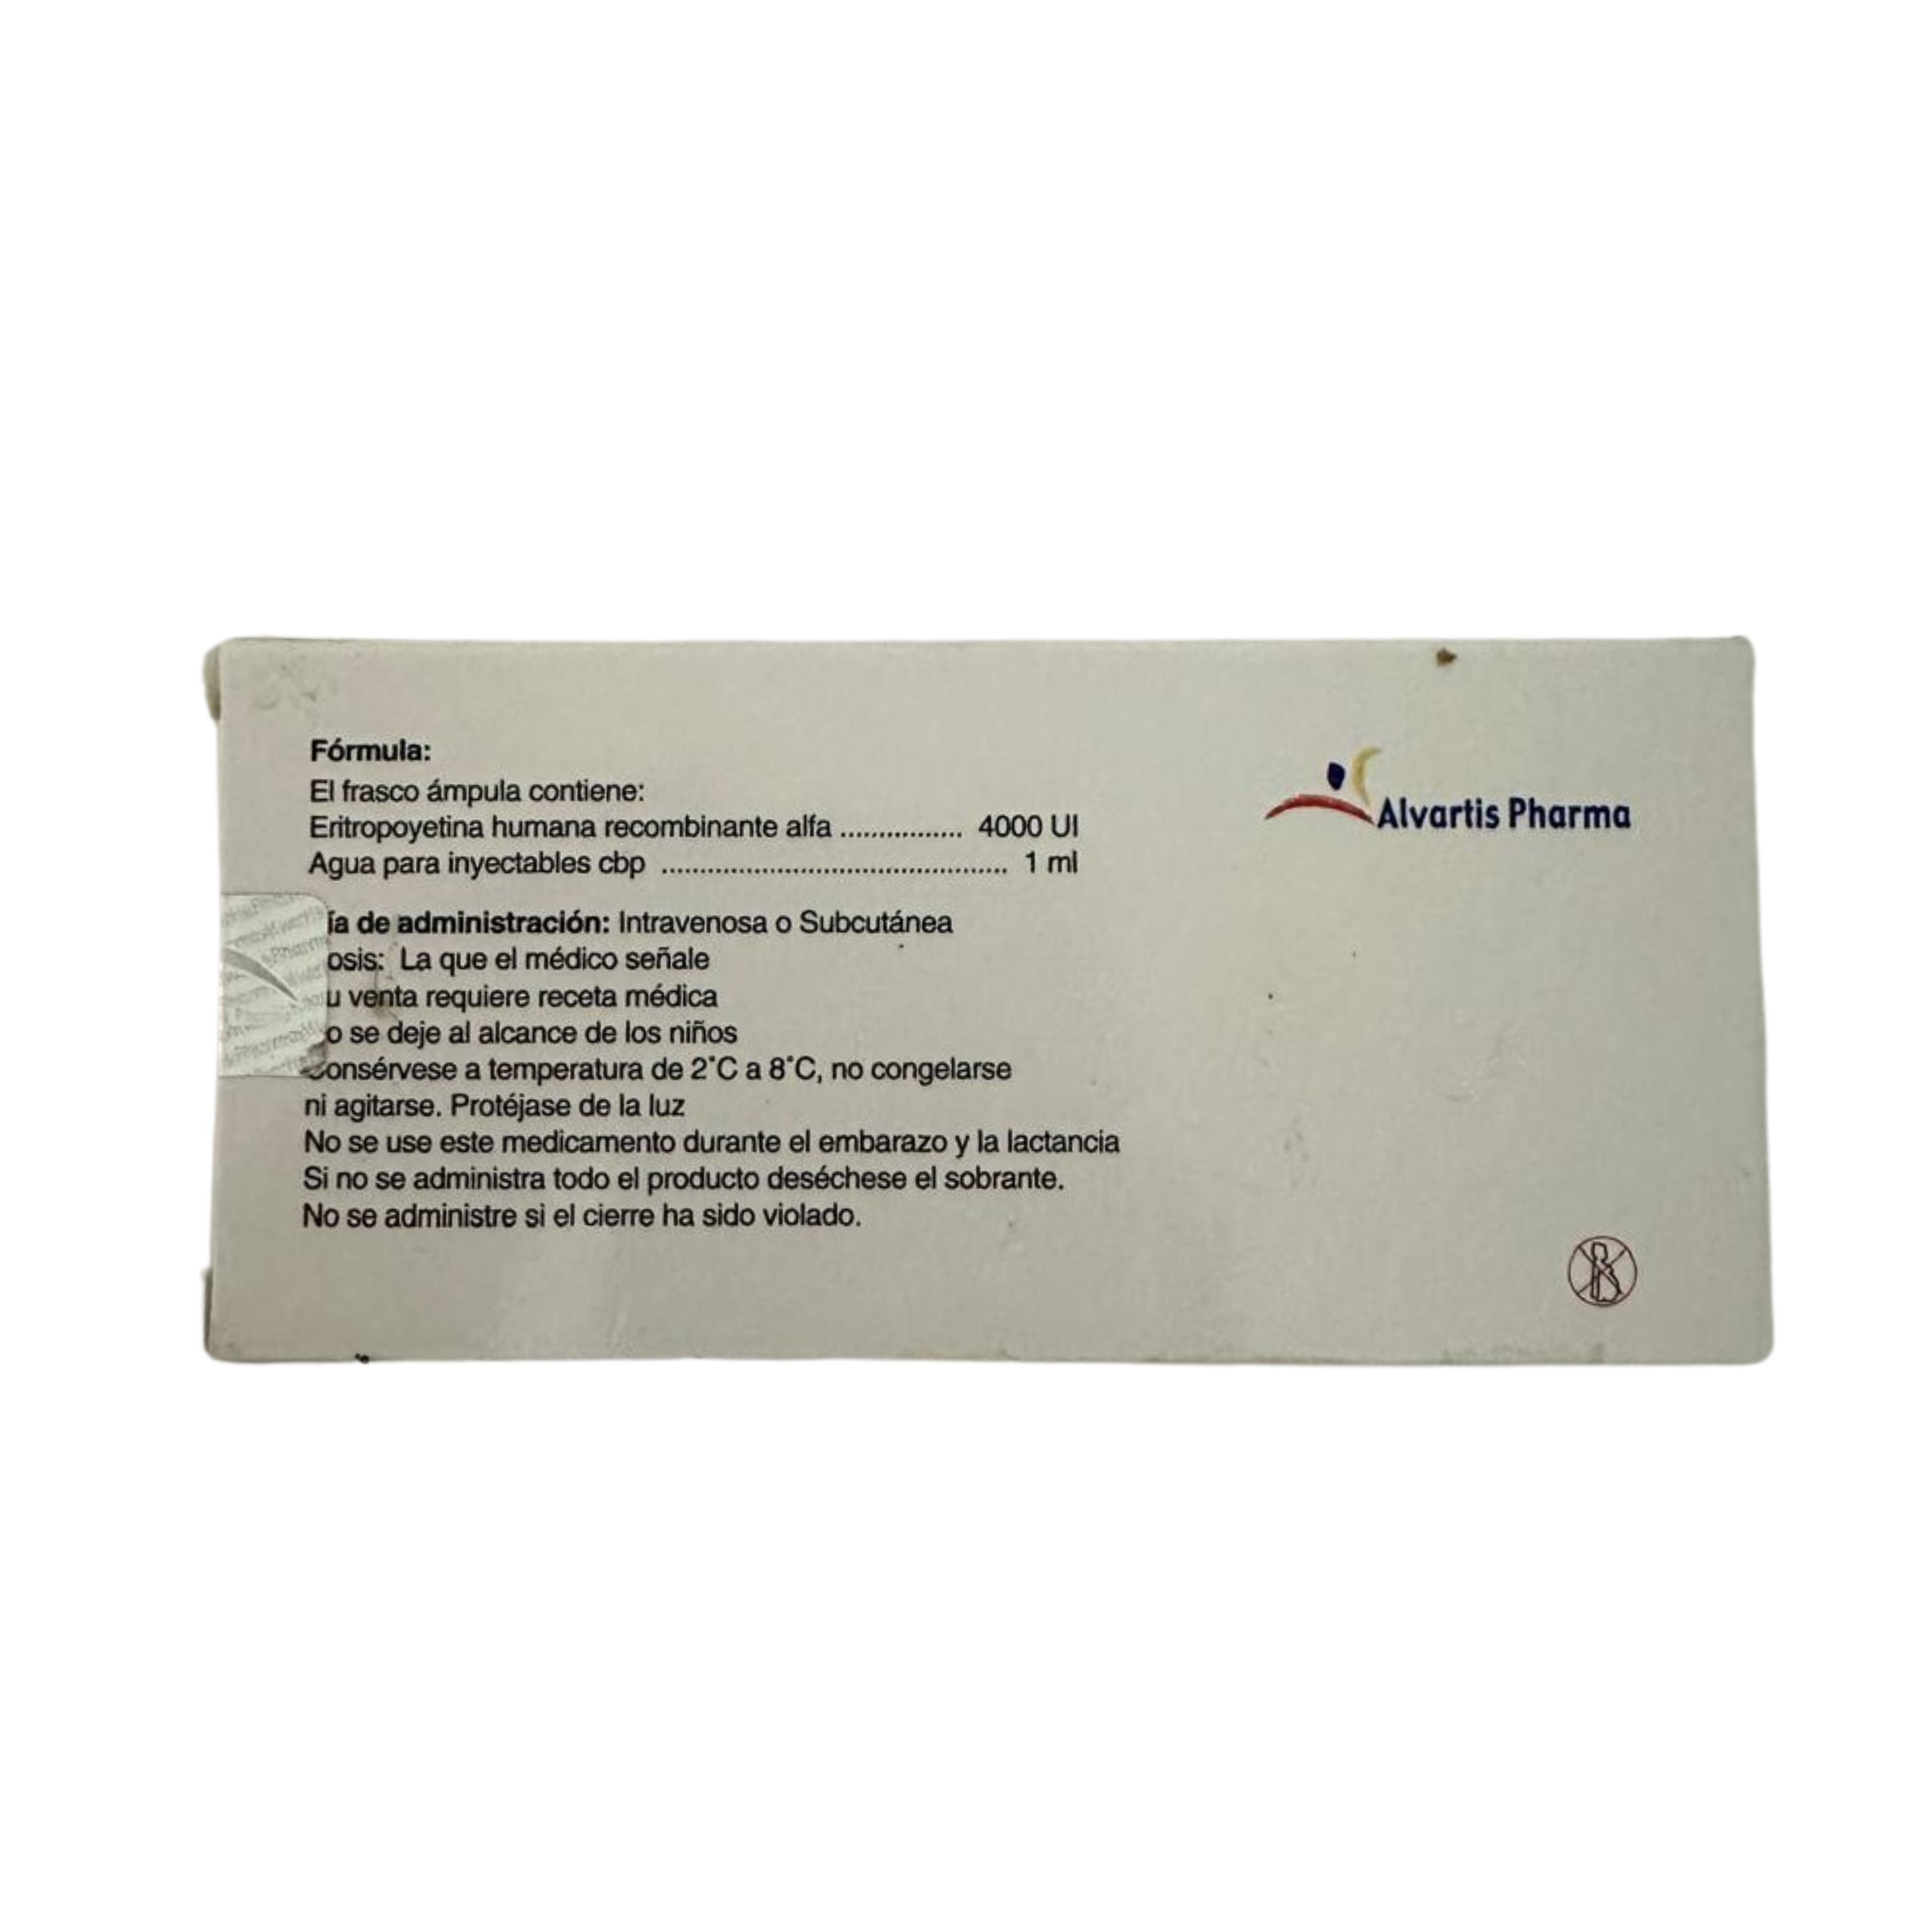 Fórmula:
El frasco ámpula contiene:
Eritropoyetina humana recombinante alfa ................ 4000 UI
Agua para inyectables cbp ............................................. 1 ml
Alvartis Pharma
ía de administración: Intravenosa o Subcutánea
osis: La que el médico señale
u venta requiere receta médica
o se deje al alcance de los niños
onsérvese a temperatura de 2°C a 8°C, no congelarse
ni agitarse. Protéjase de la luz
No se use este medicamento durante el embarazo y la lactancia
Si no se administra todo el producto deséchese el sobrante.
No se administre si el cierre ha sido violado.